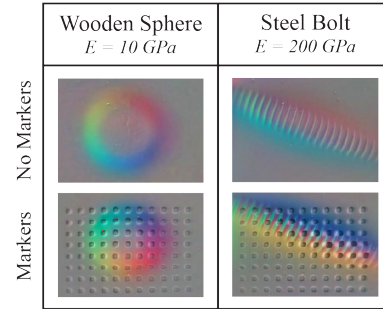 Wooden Sphere
E = 10 GPa
Steel Bolt
E = 200 GPa
No Markers
Markers